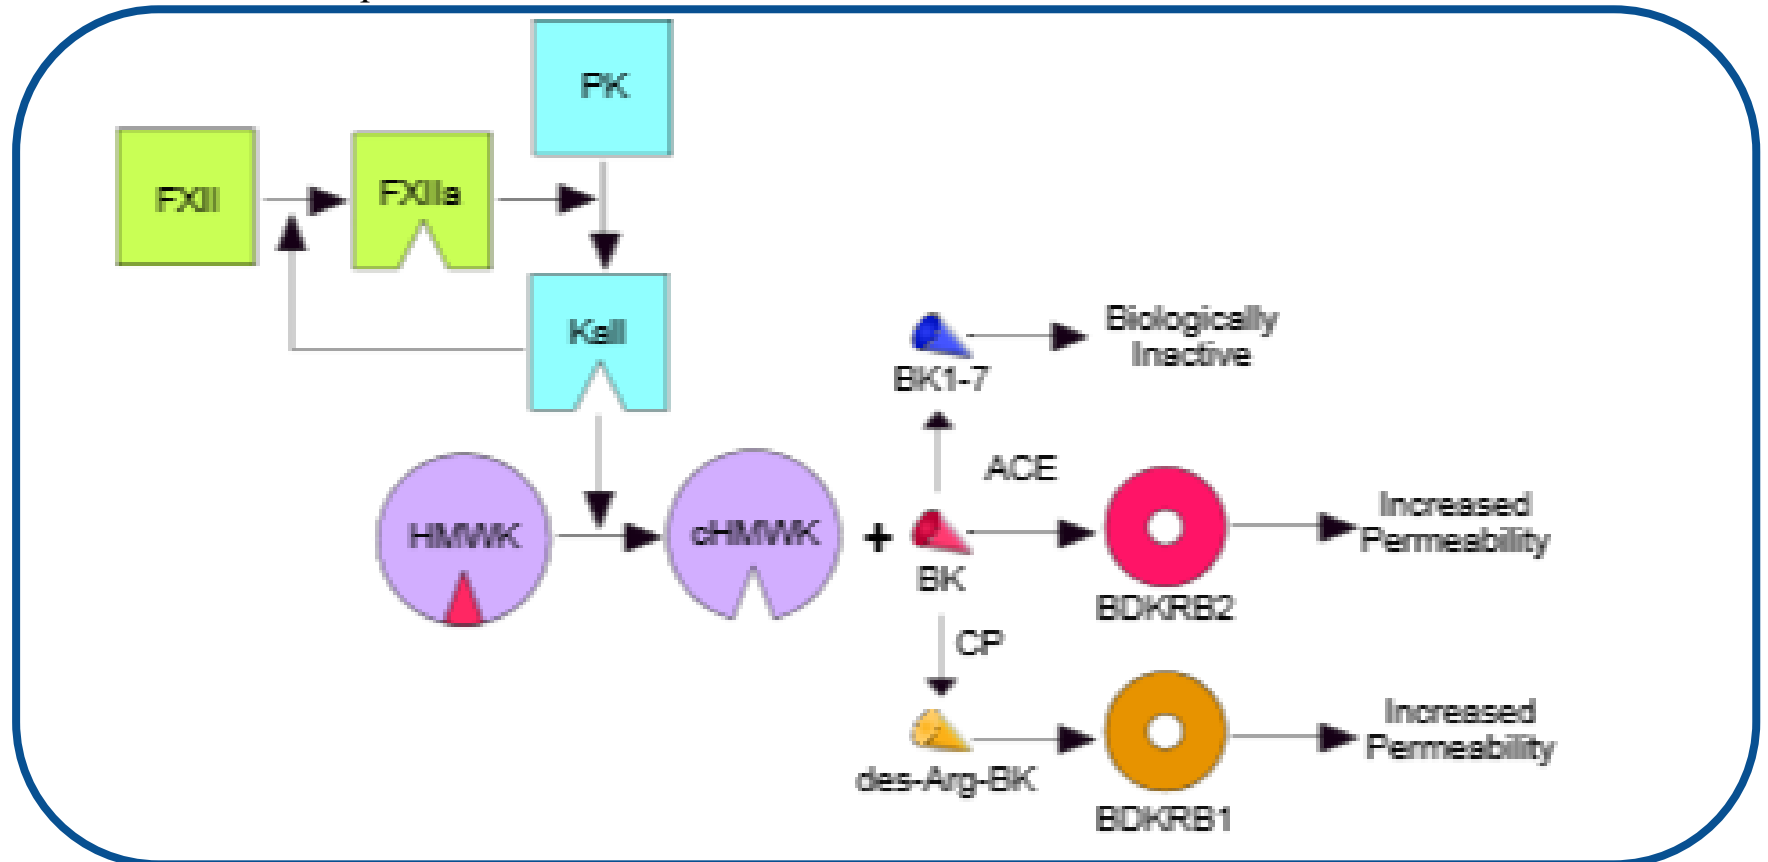 PK
FXII
FXIIa
Kall
Biologically
Inactive
BK1-7
ACE
HMWK
cHMWK
+
BK
BDKRB2
Increased
Permeability
CP
des-Arg-BK
BDKRB1
Increased
Permeability